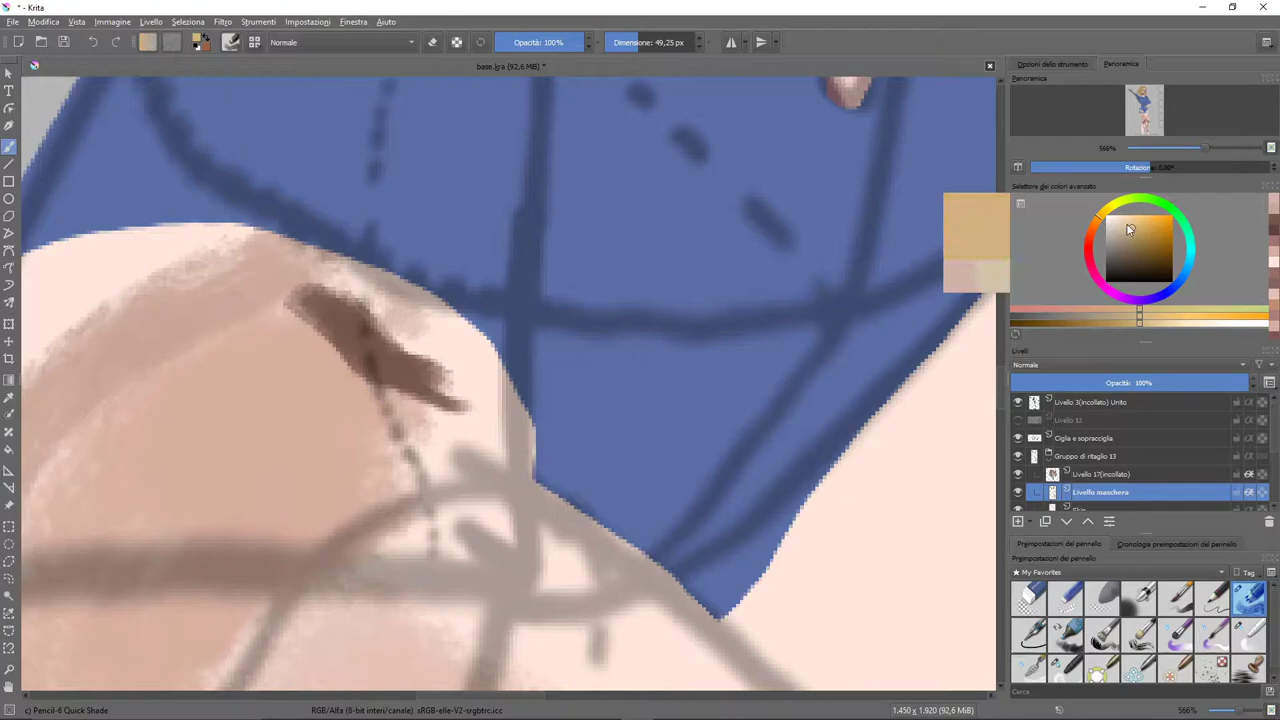 * - Krita
File Modifica Vista Immagine Livello Seleziona Filtro Strumenti Impostazioni Finestra Aiuto
Normale Opacità: 100% Dimensione: 49,25 px
base.kra (92,6 MiB) *
Opzioni dello strumento Panoramica
Panoramica
566%
Rotazione: 0,00°
Selettore dei colori avanzato
Livelli
Normale
Opacità: 100%
Livello 3(incollato) Unito
Livello 12
Ciglia e sopracciglia
Gruppo di ritaglio 13
Livello 17(incollato)
Livello maschera
Skin
Preimpostazioni del pennello Cronologia preimpostazioni del pennello
Preimpostazioni del pennello
★ My Favorites Tag
Cerca
c) Pencil-6 Quick Shade RGB/Alfa (8-bit interi/canale) sRGB-elle-V2-srgbtrc.icc 1.450 x 1.920 (92,6 MiB) 566%